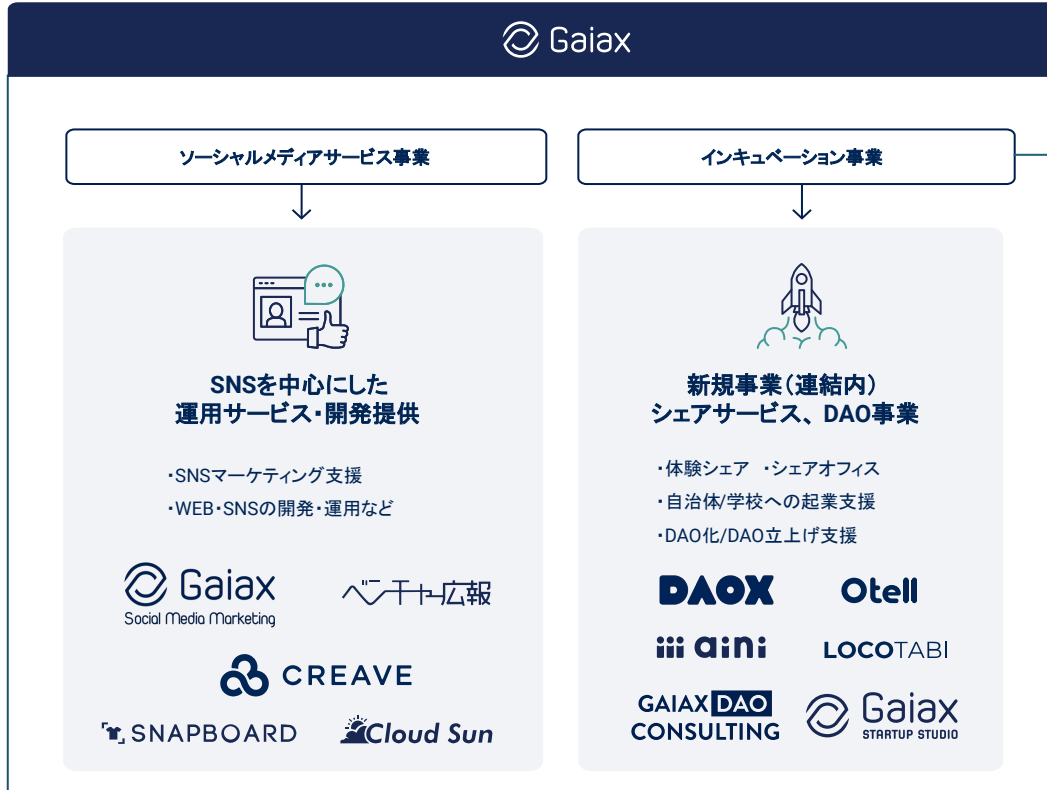 Gaiax
ソーシャルメディアサービス事業
SNSを中心にした
運用サービス・開発提供
・SNSマーケティング支援
・WEB・SNSの開発・運用など
Gaiax
Social Media Marketing
ベンチャー広報
CREAVE
SNAPBOARD
Cloud Sun
インキュベーション事業
新規事業（連結内）
シェアサービス、DAO事業
・体験シェア ・シェアオフィス
・自治体/学校への起業支援
・DAO化/DAO立上げ支援
DAOX
Otell
aini
LOCOTABI
GAIAX DAO
CONSULTING
Gaiax
STARTUP STUDIO